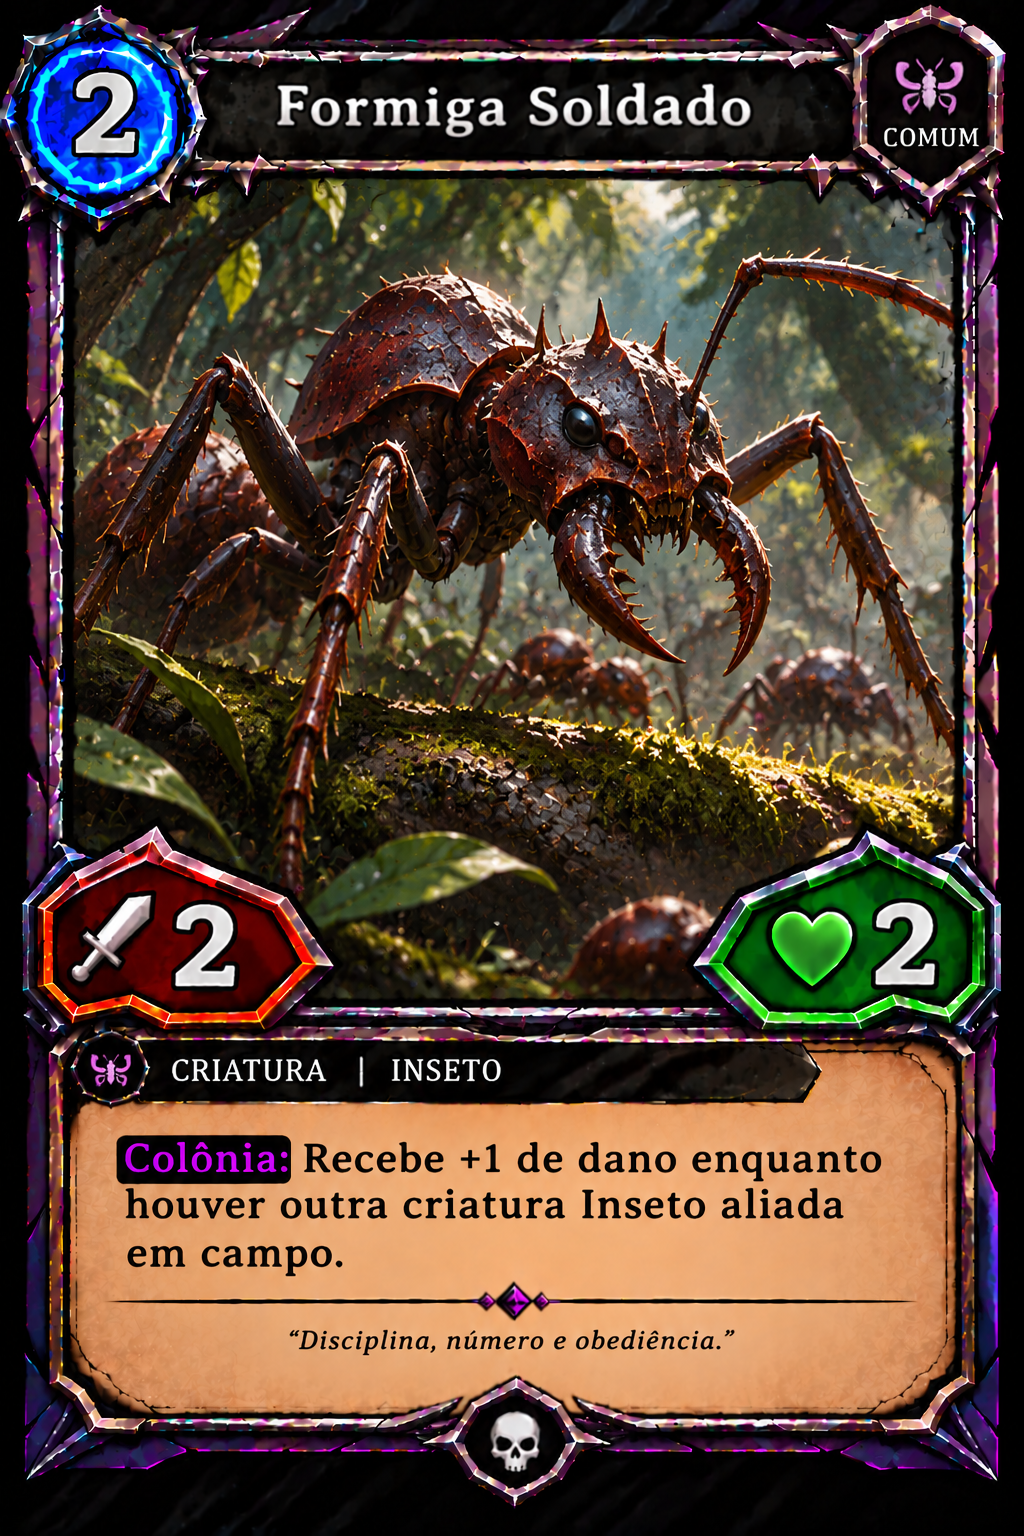 2
Formiga Soldado
COMUM
2
2
CRIATURA | INSETO
Colônia: Recebe +1 de dano enquanto
houver outra criatura Inseto aliada
em campo.
“Disciplina, número e obediência.”